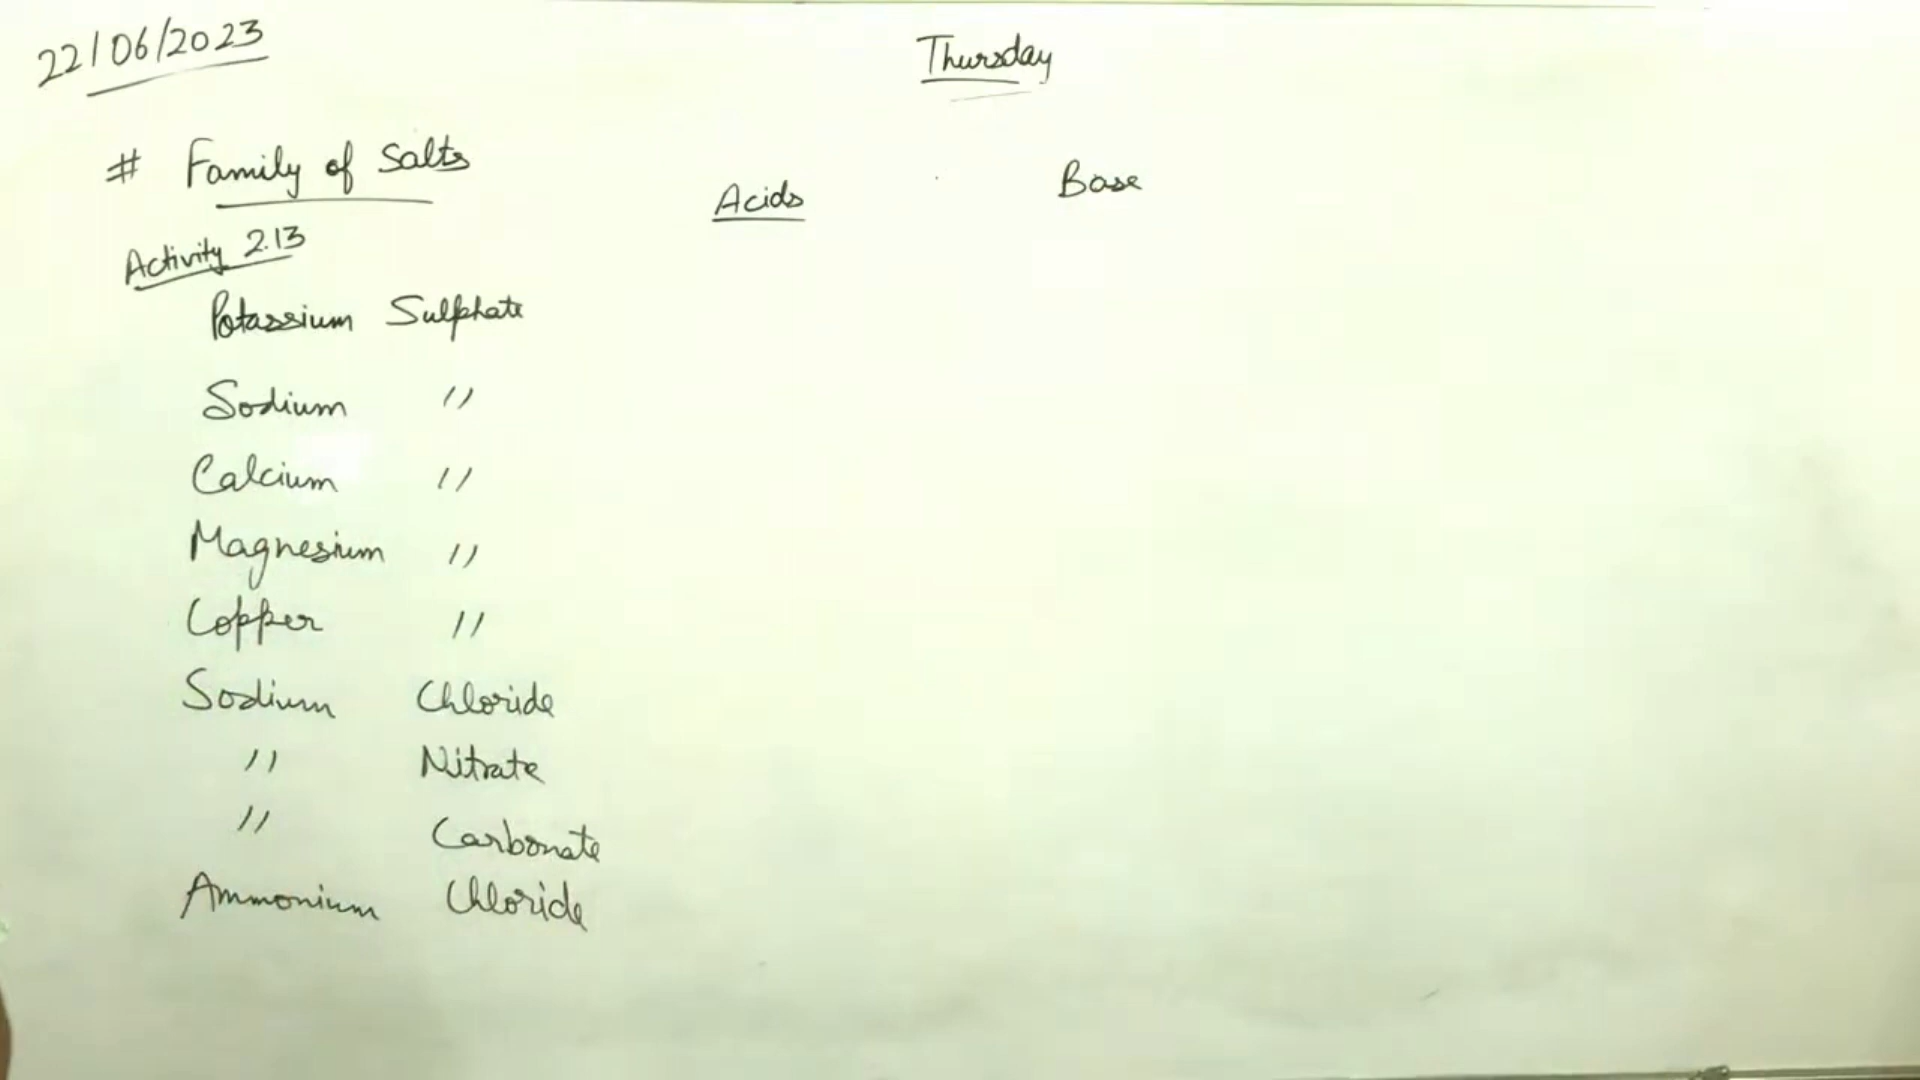 22/06/2023 Thursday
# Family of Salts
Acids Base
Activity 2.13
Potassium Sulphate
Sodium "
Calcium "
Magnesium "
Copper "
Sodium Chloride
" Nitrate
" Carbonate
Ammonium Chloride